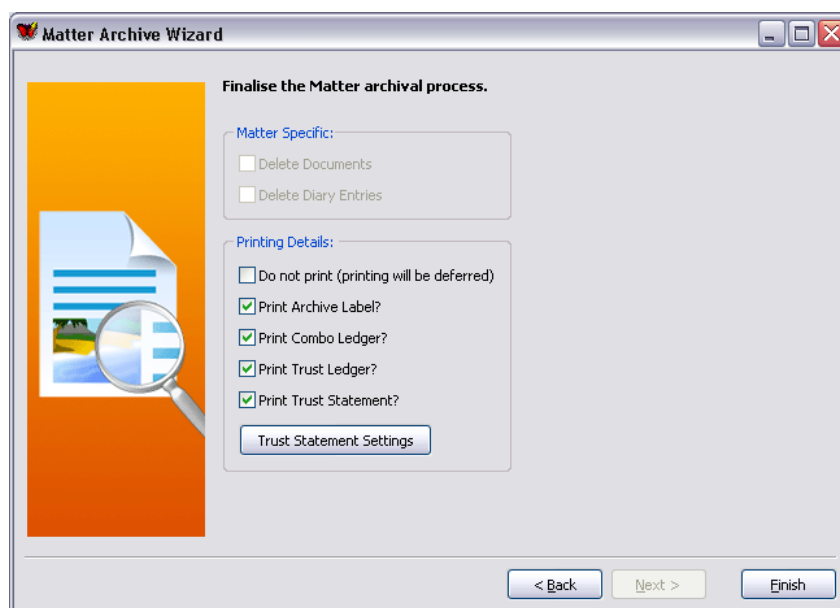 Matter Archive Wizard
Finalise the Matter archival process.
Matter Specific:
Delete Documents
Delete Diary Entries
Printing Details:
Do not print (printing will be deferred)
Print Archive Label?
Print Combo Ledger?
Print Trust Ledger?
Print Trust Statement?
Trust Statement Settings
< Back Next > Finish